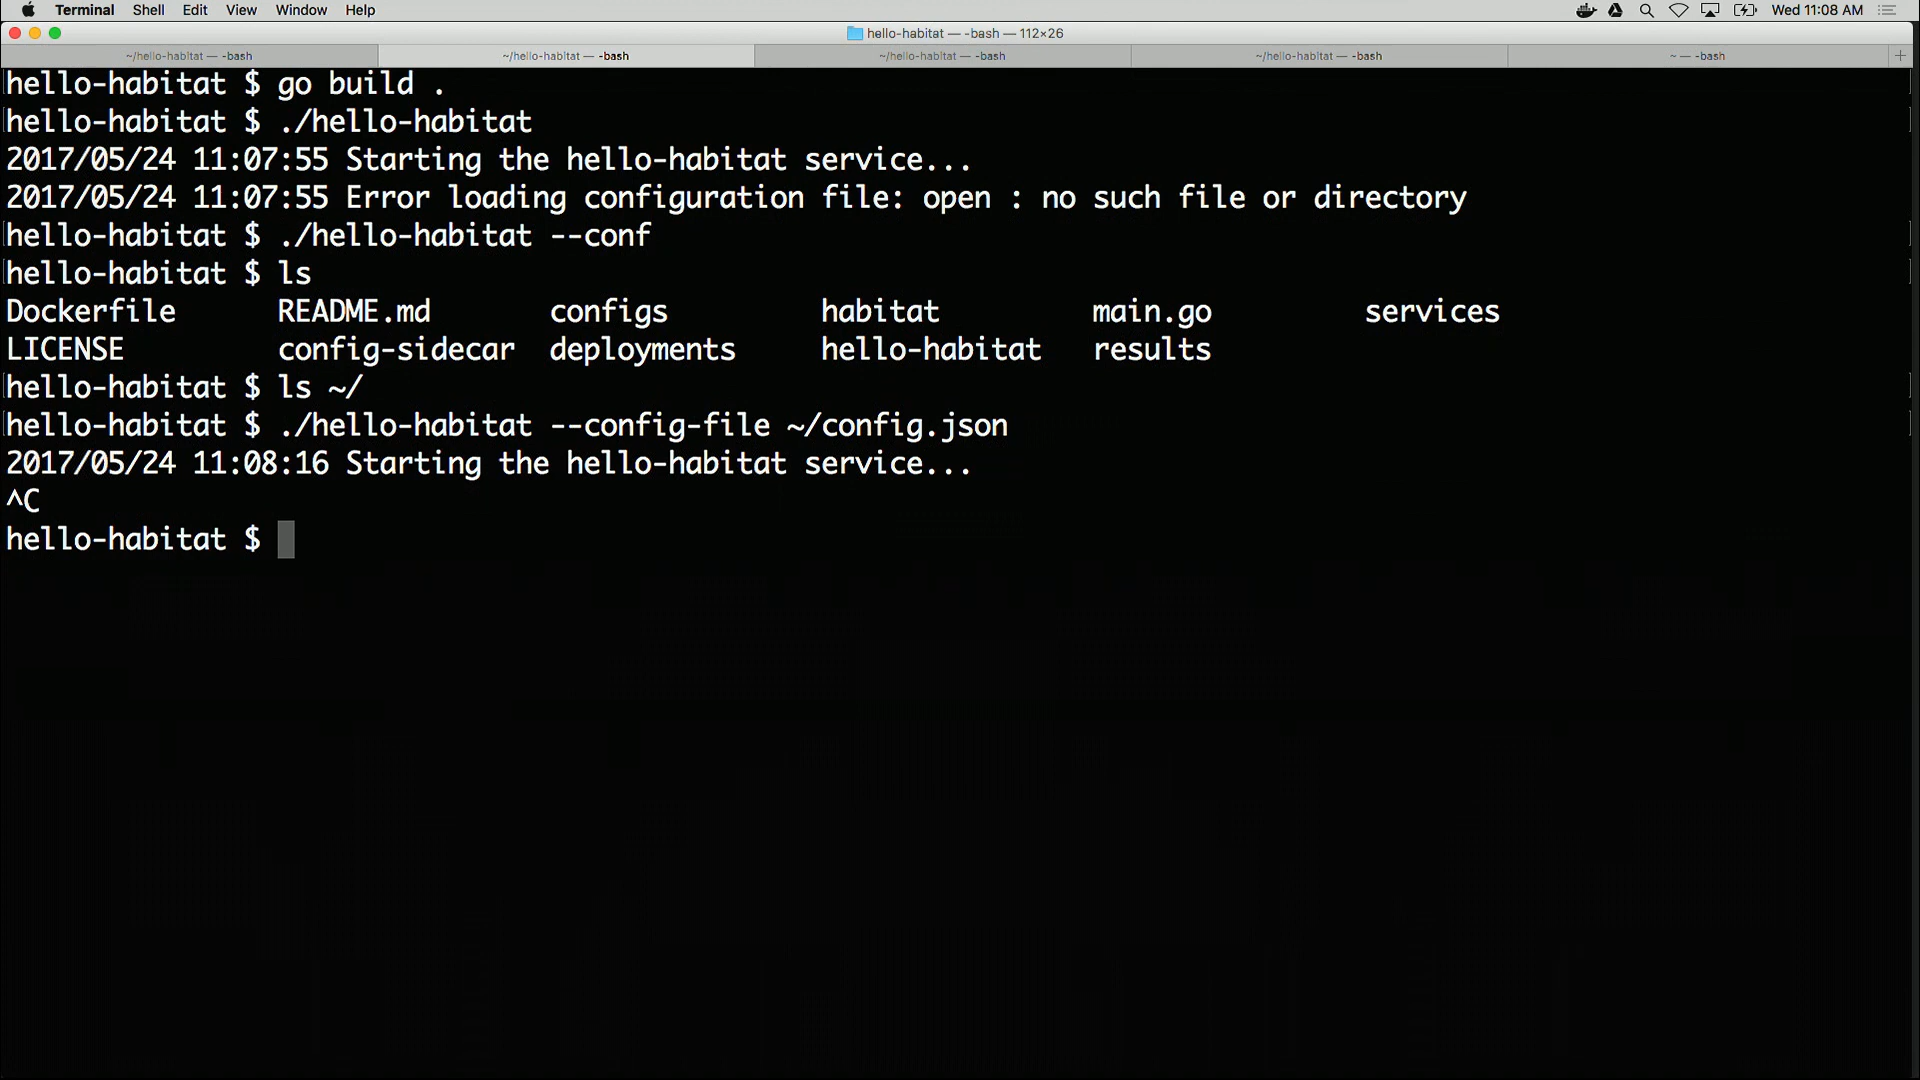 Terminal Shell Edit View Window Help Wed 11:08 AM
hello-habitat — -bash — 112×26
~/hello-habitat — -bash ~/hello-habitat — -bash ~/hello-habitat — -bash ~/hello-habitat — -bash ~ — -bash +
hello-habitat $ go build .
hello-habitat $ ./hello-habitat
2017/05/24 11:07:55 Starting the hello-habitat service...
2017/05/24 11:07:55 Error loading configuration file: open : no such file or directory
hello-habitat $ ./hello-habitat --conf
hello-habitat $ ls
Dockerfile README.md configs habitat main.go services
LICENSE config-sidecar deployments hello-habitat results
hello-habitat $ ls ~/
hello-habitat $ ./hello-habitat --config-file ~/config.json
2017/05/24 11:08:16 Starting the hello-habitat service...
^C
hello-habitat $